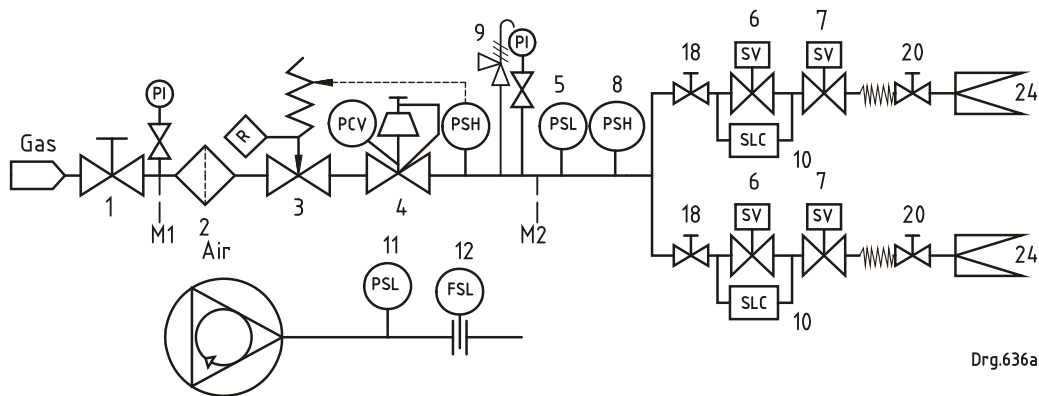 9
6
7
18
SV
SV
20
PI
5
8
PI
PCV
PSH
PSL
PSH
24
R
SLC
10
Gas
1
2
3
4
M1
M2
6
7
18
SV
SV
20
Air
11
12
24
PSL
FSL
SLC
10
Drg.636a